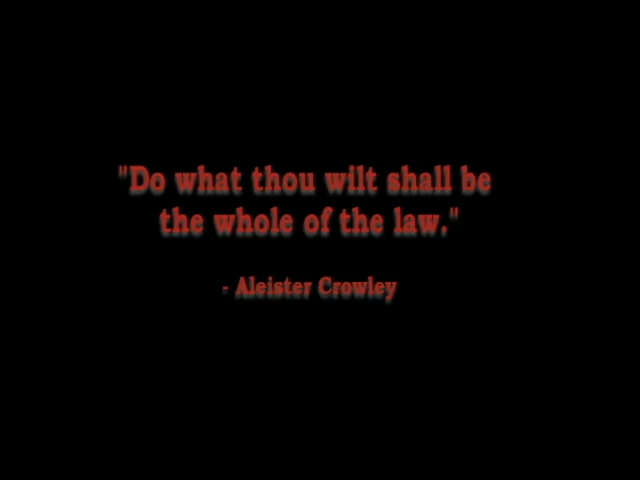 "Do what thou wilt shall be
the whole of the law."
- Aleister Crowley